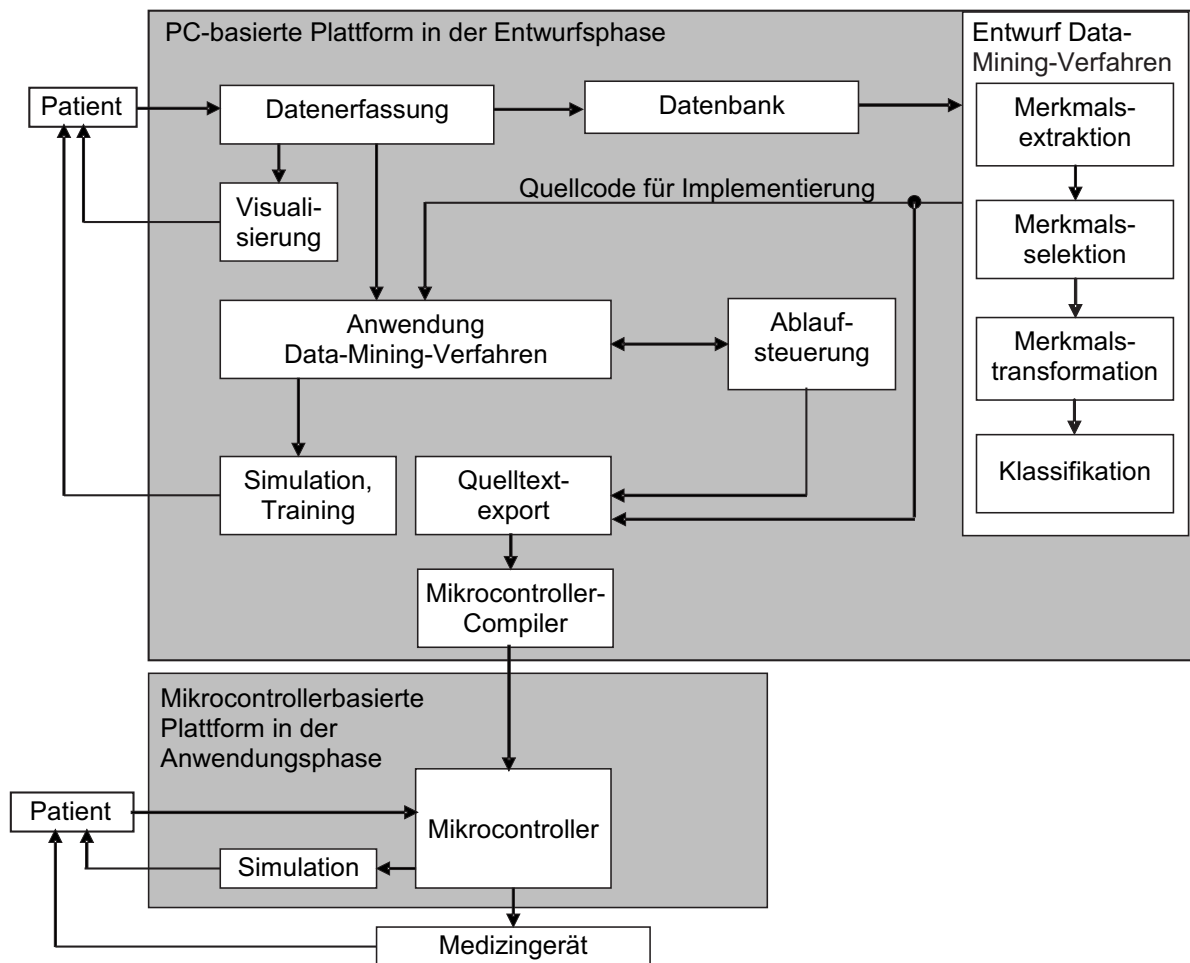 PC-basierte Plattform in der Entwurfsphase
Entwurf Data-
Mining-Verfahren
Patient
Datenerfassung
Datenbank
Merkmals-
extraktion
Quellcode für Implementierung
Visuali-
sierung
Merkmals-
selektion
Anwendung
Data-Mining-Verfahren
Ablauf-
steuerung
Merkmals-
transformation
Simulation,
Training
Quelltext-
export
Klassifikation
Mikrocontroller-
Compiler
Mikrocontrollerbasierte
Plattform in der
Anwendungsphase
Patient
Mikrocontroller
Simulation
Medizingerät